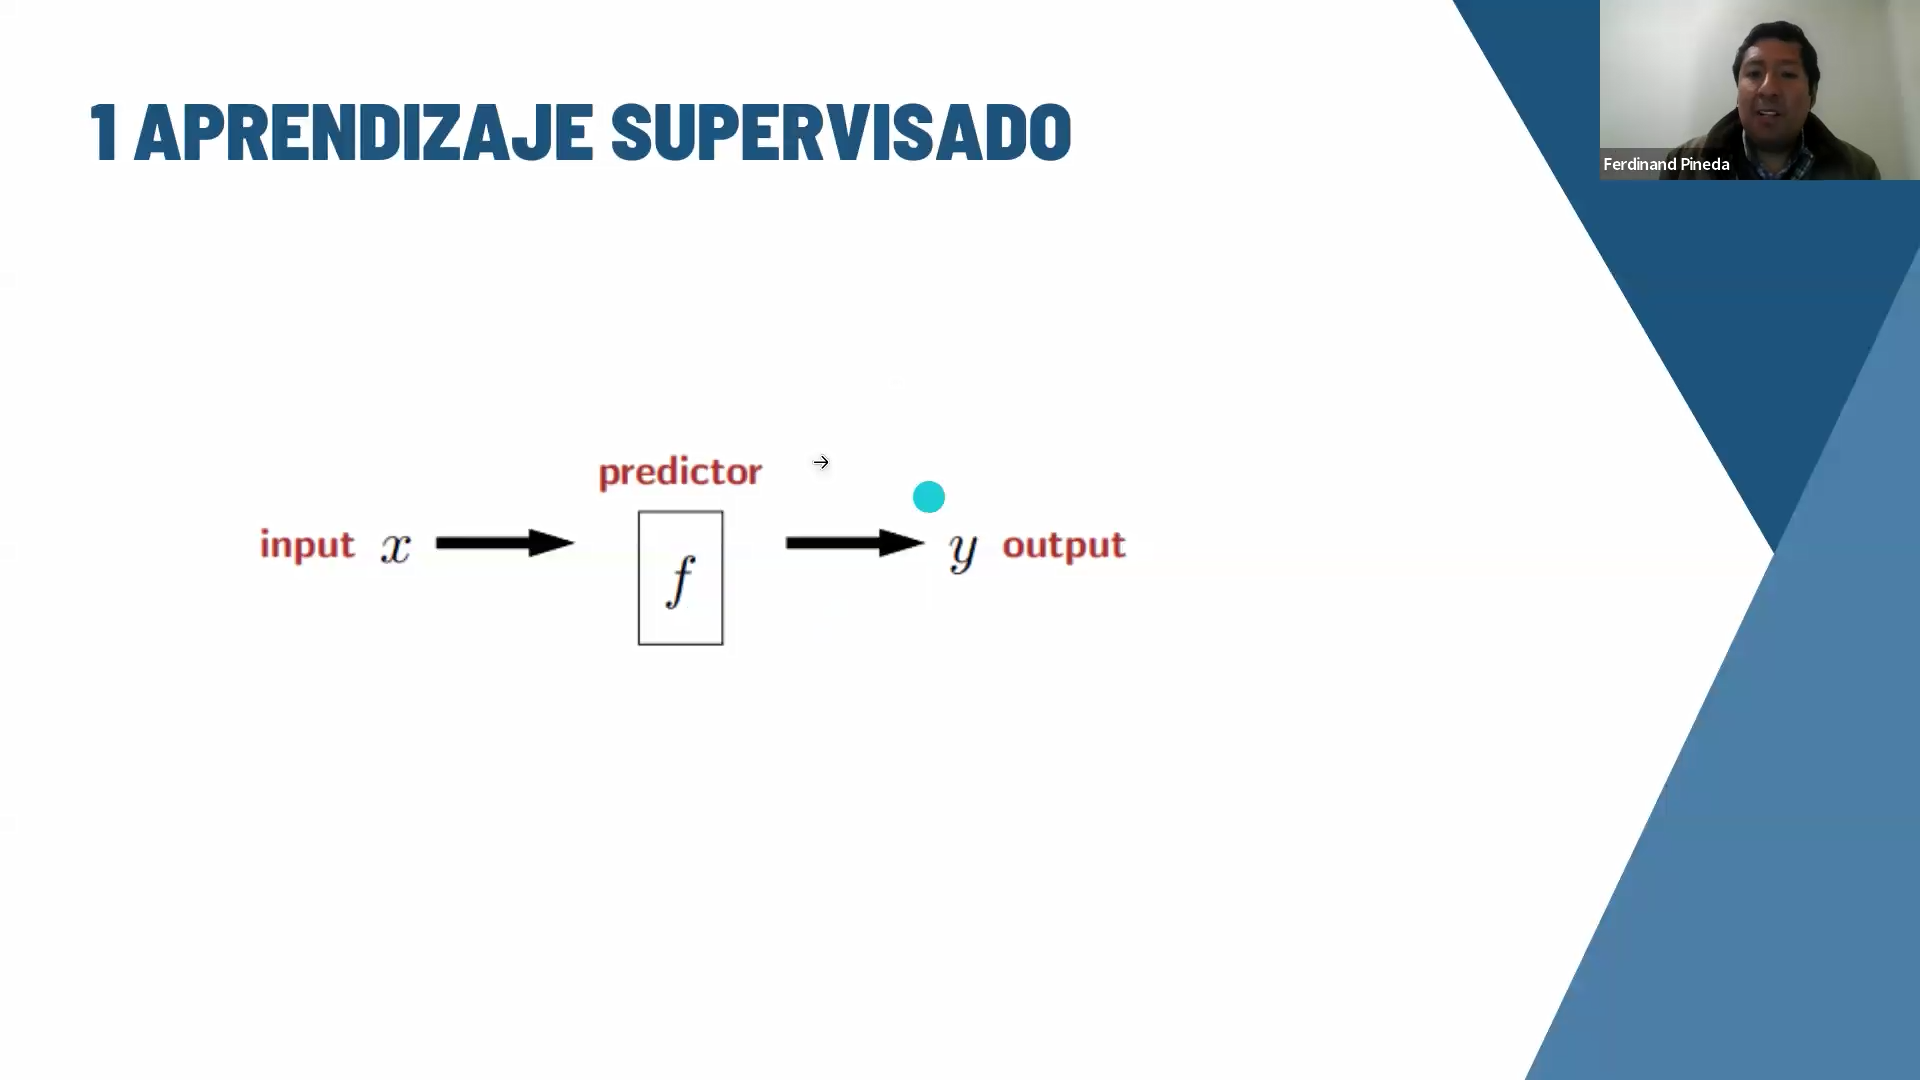 1 APRENDIZAJE SUPERVISADO
Ferdinand Pineda
predictor
input x y output
f